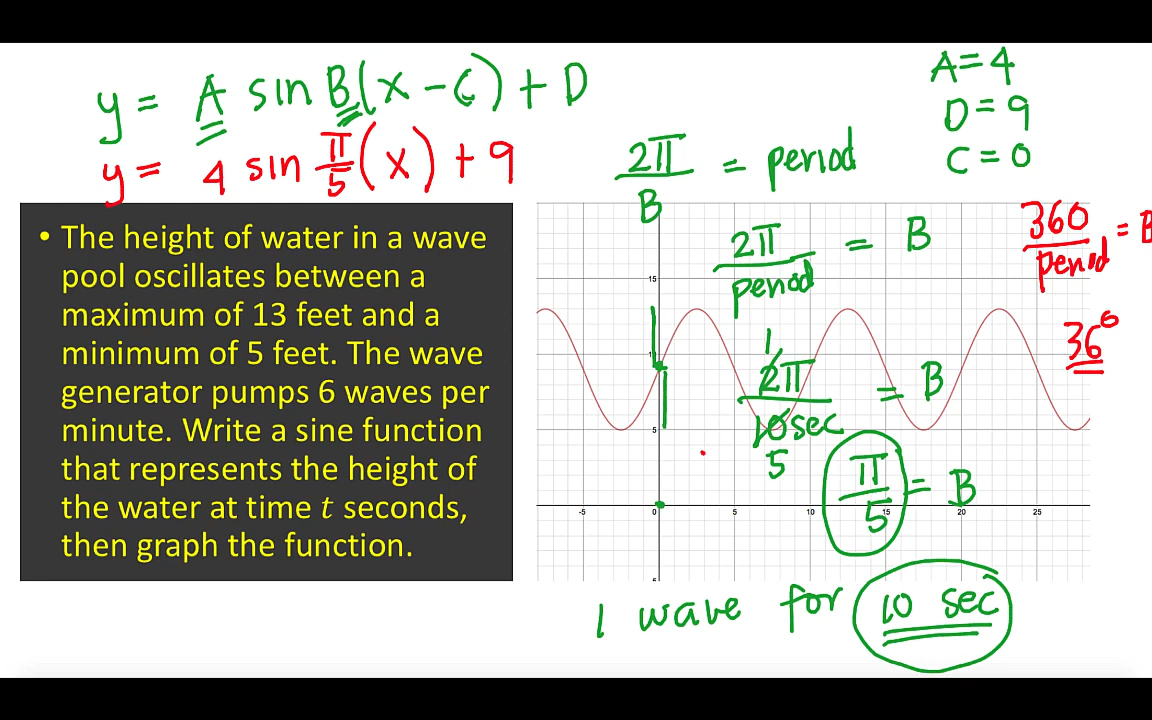 y = A sin B(x - C) + D
y = 4 sin π/5 (x) + 9
A = 4
D = 9
C = 0
2π/B = period
2π/period = B
360/period = B
36°
• The height of water in a wave
pool oscillates between a
maximum of 13 feet and a
minimum of 5 feet. The wave
generator pumps 6 waves per
minute. Write a sine function
that represents the height of
the water at time t seconds,
then graph the function.
15
10
5
-5 0 5 10 15 20 25
1
2π/10sec = B
5
π/5 = B
1 wave for 10 sec